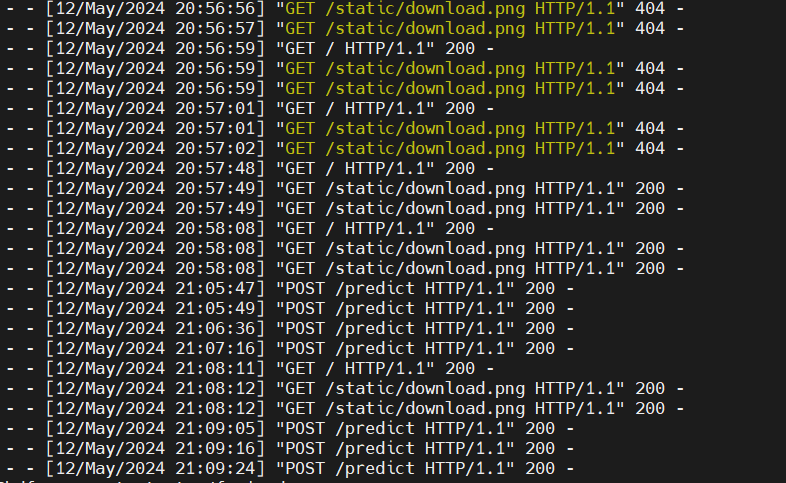 - - [12/May/2024 20:56:56] "GET /static/download.png HTTP/1.1" 404 -
- - [12/May/2024 20:56:57] "GET /static/download.png HTTP/1.1" 404 -
- - [12/May/2024 20:56:59] "GET / HTTP/1.1" 200 -
- - [12/May/2024 20:56:59] "GET /static/download.png HTTP/1.1" 404 -
- - [12/May/2024 20:56:59] "GET /static/download.png HTTP/1.1" 404 -
- - [12/May/2024 20:57:01] "GET / HTTP/1.1" 200 -
- - [12/May/2024 20:57:01] "GET /static/download.png HTTP/1.1" 404 -
- - [12/May/2024 20:57:02] "GET /static/download.png HTTP/1.1" 404 -
- - [12/May/2024 20:57:48] "GET / HTTP/1.1" 200 -
- - [12/May/2024 20:57:49] "GET /static/download.png HTTP/1.1" 200 -
- - [12/May/2024 20:57:49] "GET /static/download.png HTTP/1.1" 200 -
- - [12/May/2024 20:58:08] "GET / HTTP/1.1" 200 -
- - [12/May/2024 20:58:08] "GET /static/download.png HTTP/1.1" 200 -
- - [12/May/2024 20:58:08] "GET /static/download.png HTTP/1.1" 200 -
- - [12/May/2024 21:05:47] "POST /predict HTTP/1.1" 200 -
- - [12/May/2024 21:05:49] "POST /predict HTTP/1.1" 200 -
- - [12/May/2024 21:06:36] "POST /predict HTTP/1.1" 200 -
- - [12/May/2024 21:07:16] "POST /predict HTTP/1.1" 200 -
- - [12/May/2024 21:08:11] "GET / HTTP/1.1" 200 -
- - [12/May/2024 21:08:12] "GET /static/download.png HTTP/1.1" 200 -
- - [12/May/2024 21:08:12] "GET /static/download.png HTTP/1.1" 200 -
- - [12/May/2024 21:09:05] "POST /predict HTTP/1.1" 200 -
- - [12/May/2024 21:09:16] "POST /predict HTTP/1.1" 200 -
- - [12/May/2024 21:09:24] "POST /predict HTTP/1.1" 200 -